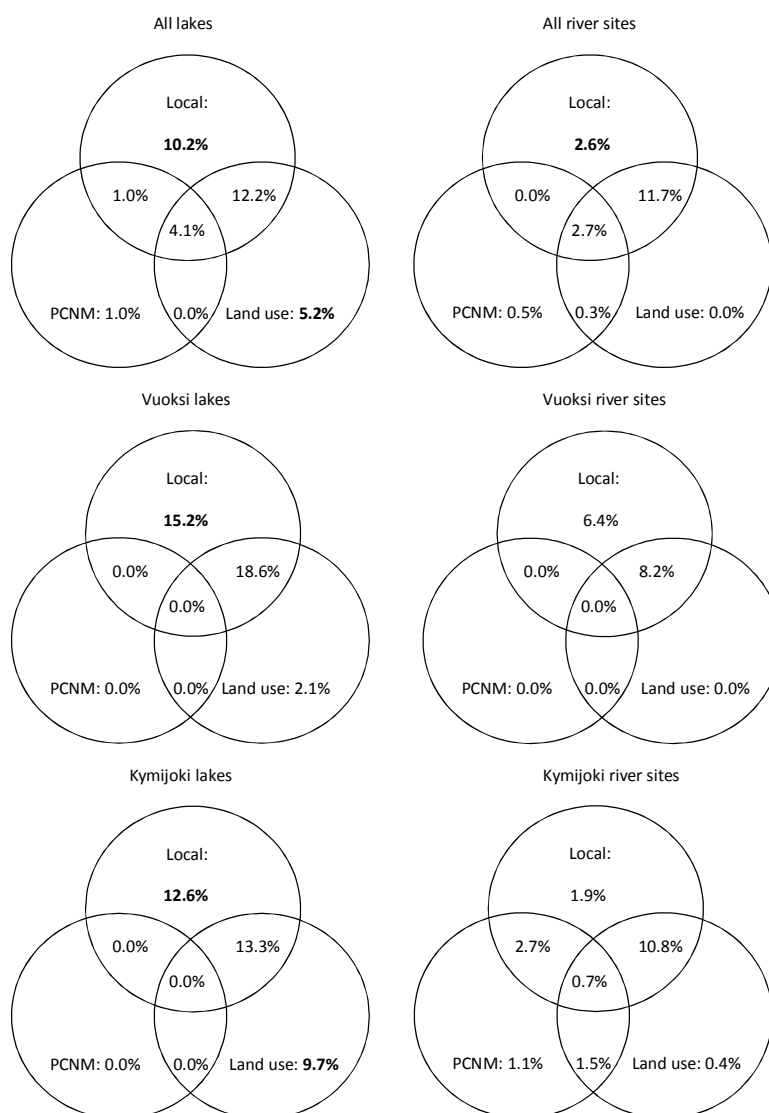 All lakes
Local:
10.2%
1.0%
12.2%
4.1%
PCNM: 1.0%
0.0%
Land use: 5.2%
All river sites
Local:
2.6%
0.0%
11.7%
2.7%
PCNM: 0.5%
0.3%
Land use: 0.0%
Vuoksi lakes
Local:
15.2%
0.0%
18.6%
0.0%
PCNM: 0.0%
0.0%
Land use: 2.1%
Vuoksi river sites
Local:
6.4%
0.0%
8.2%
0.0%
PCNM: 0.0%
0.0%
Land use: 0.0%
Kymijoki lakes
Local:
12.6%
0.0%
13.3%
0.0%
PCNM: 0.0%
0.0%
Land use: 9.7%
Kymijoki river sites
Local:
1.9%
2.7%
10.8%
0.7%
PCNM: 1.1%
1.5%
Land use: 0.4%